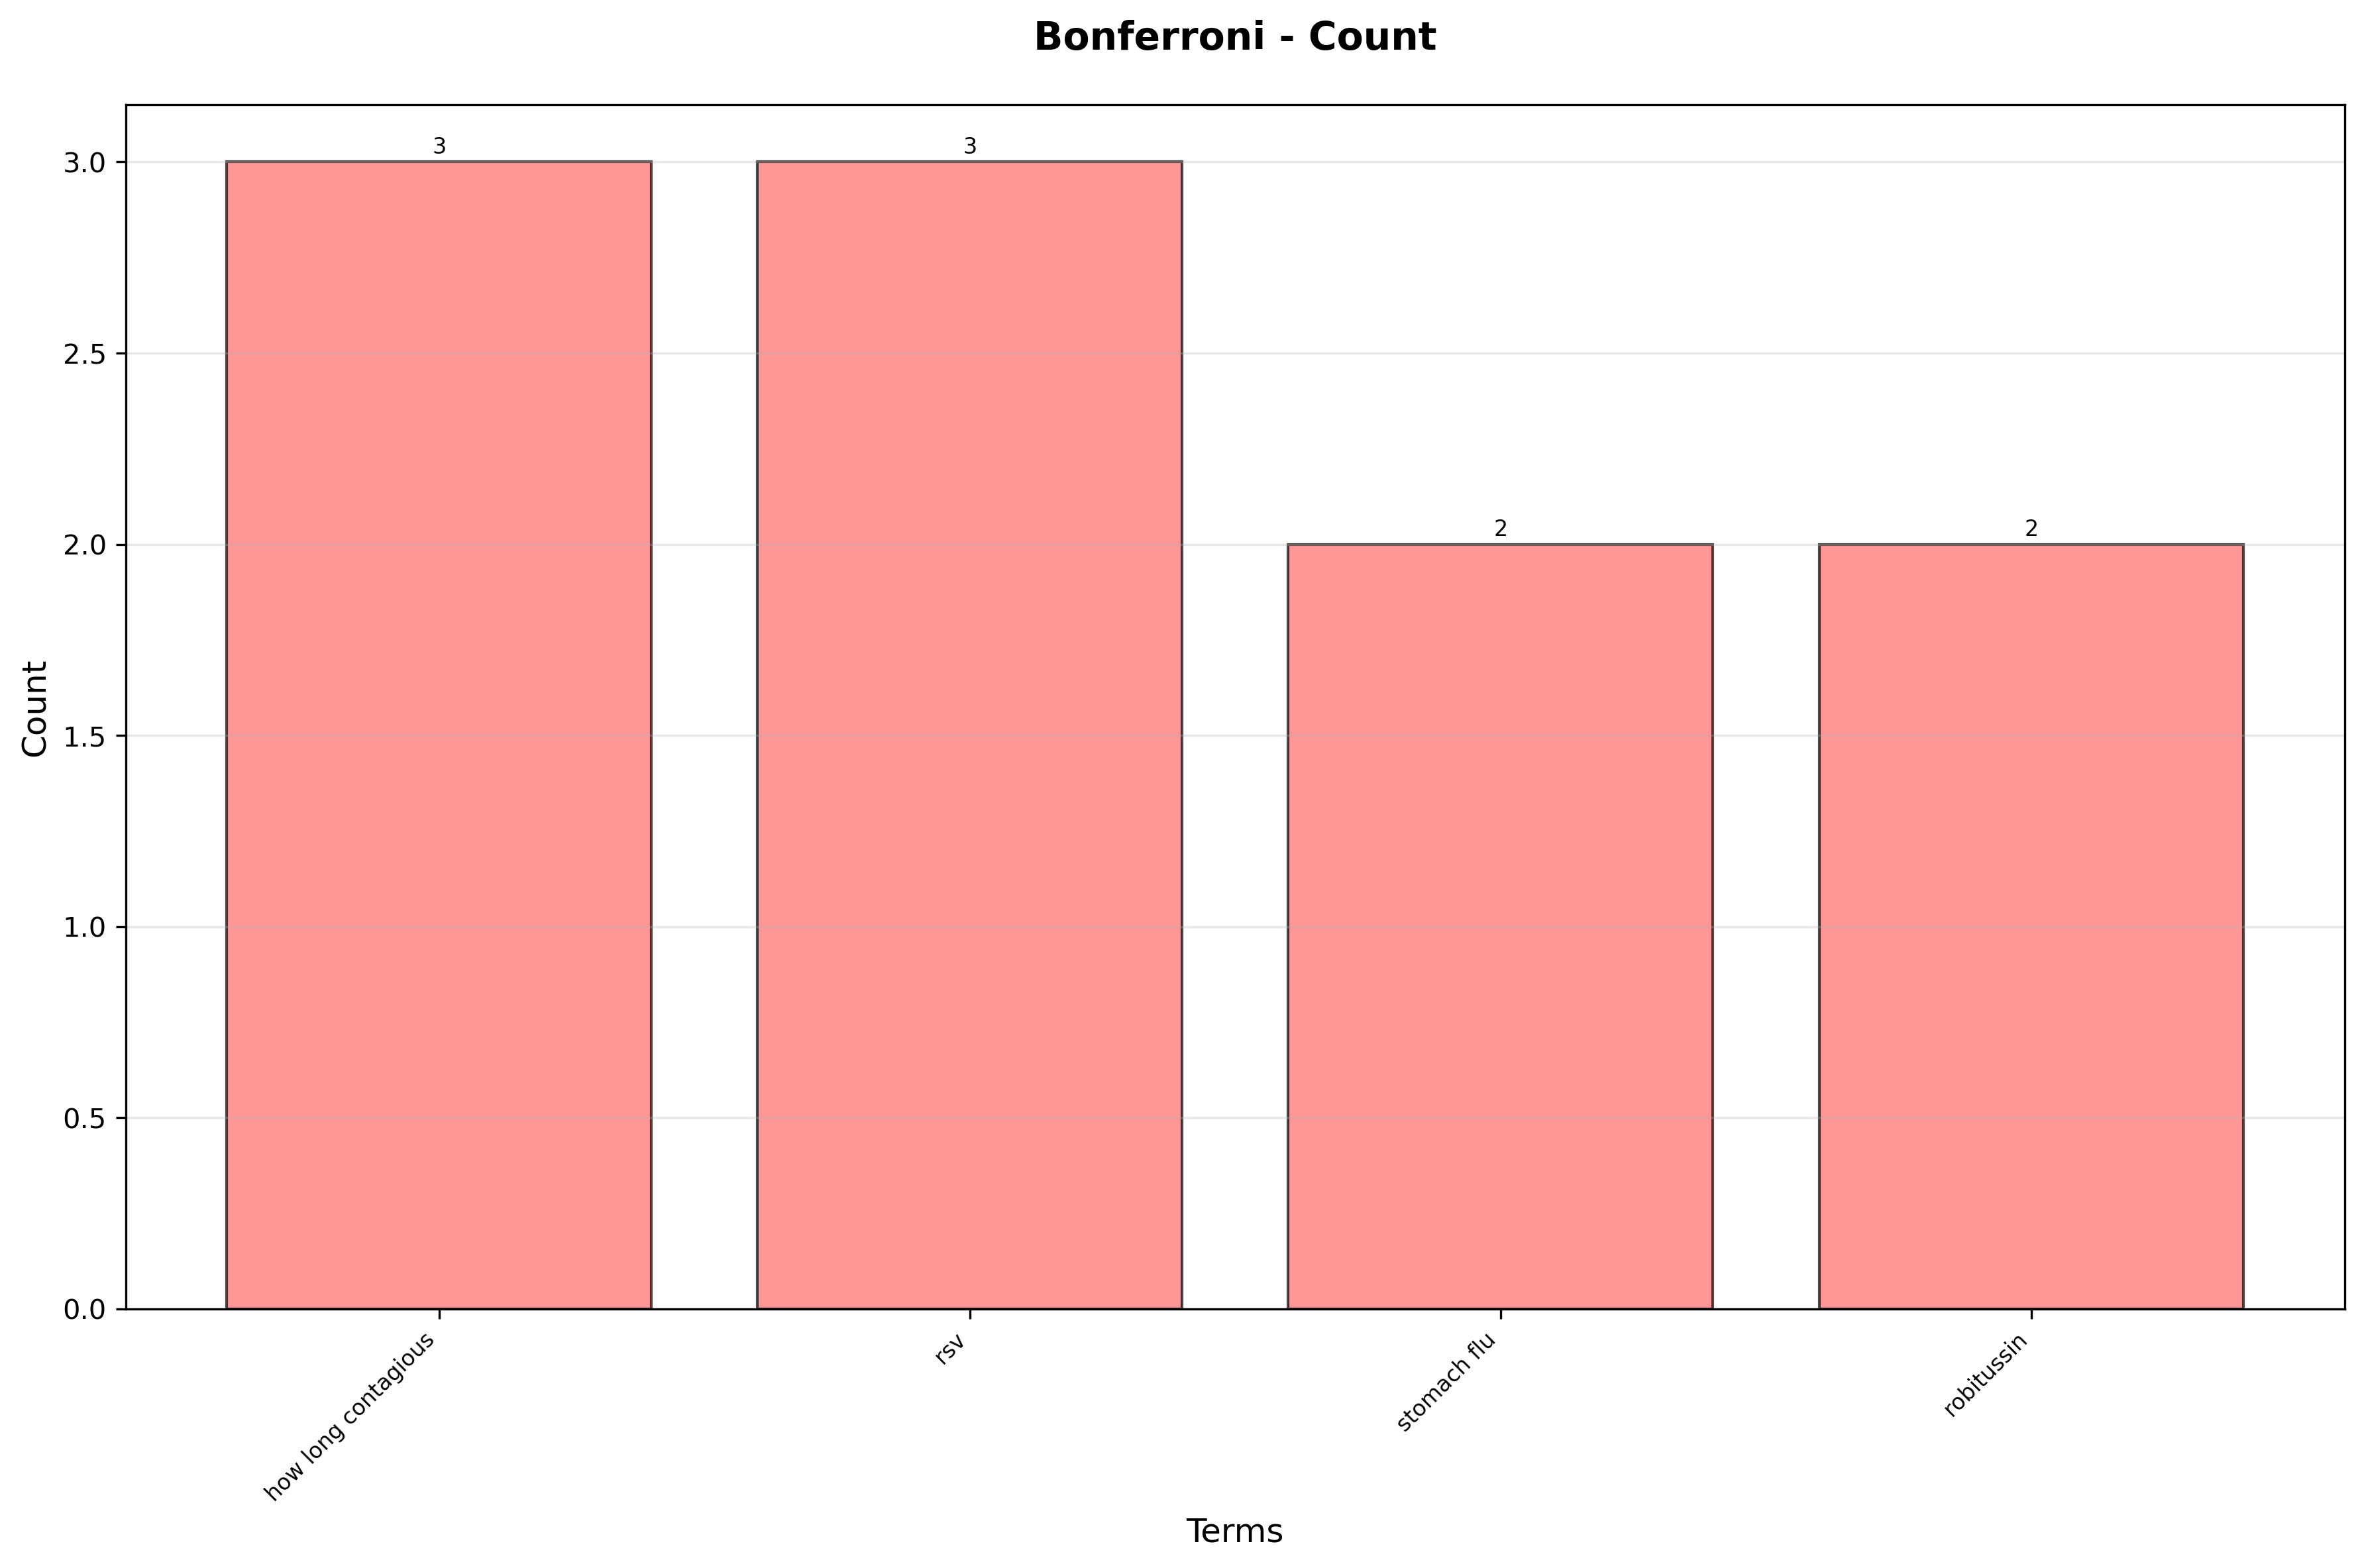 Bonferroni - Count
3
3
2
2
3.0
2.5
2.0
1.5
1.0
0.5
0.0
Count
how long contagious
rsv
stomach flu
robitussin
Terms